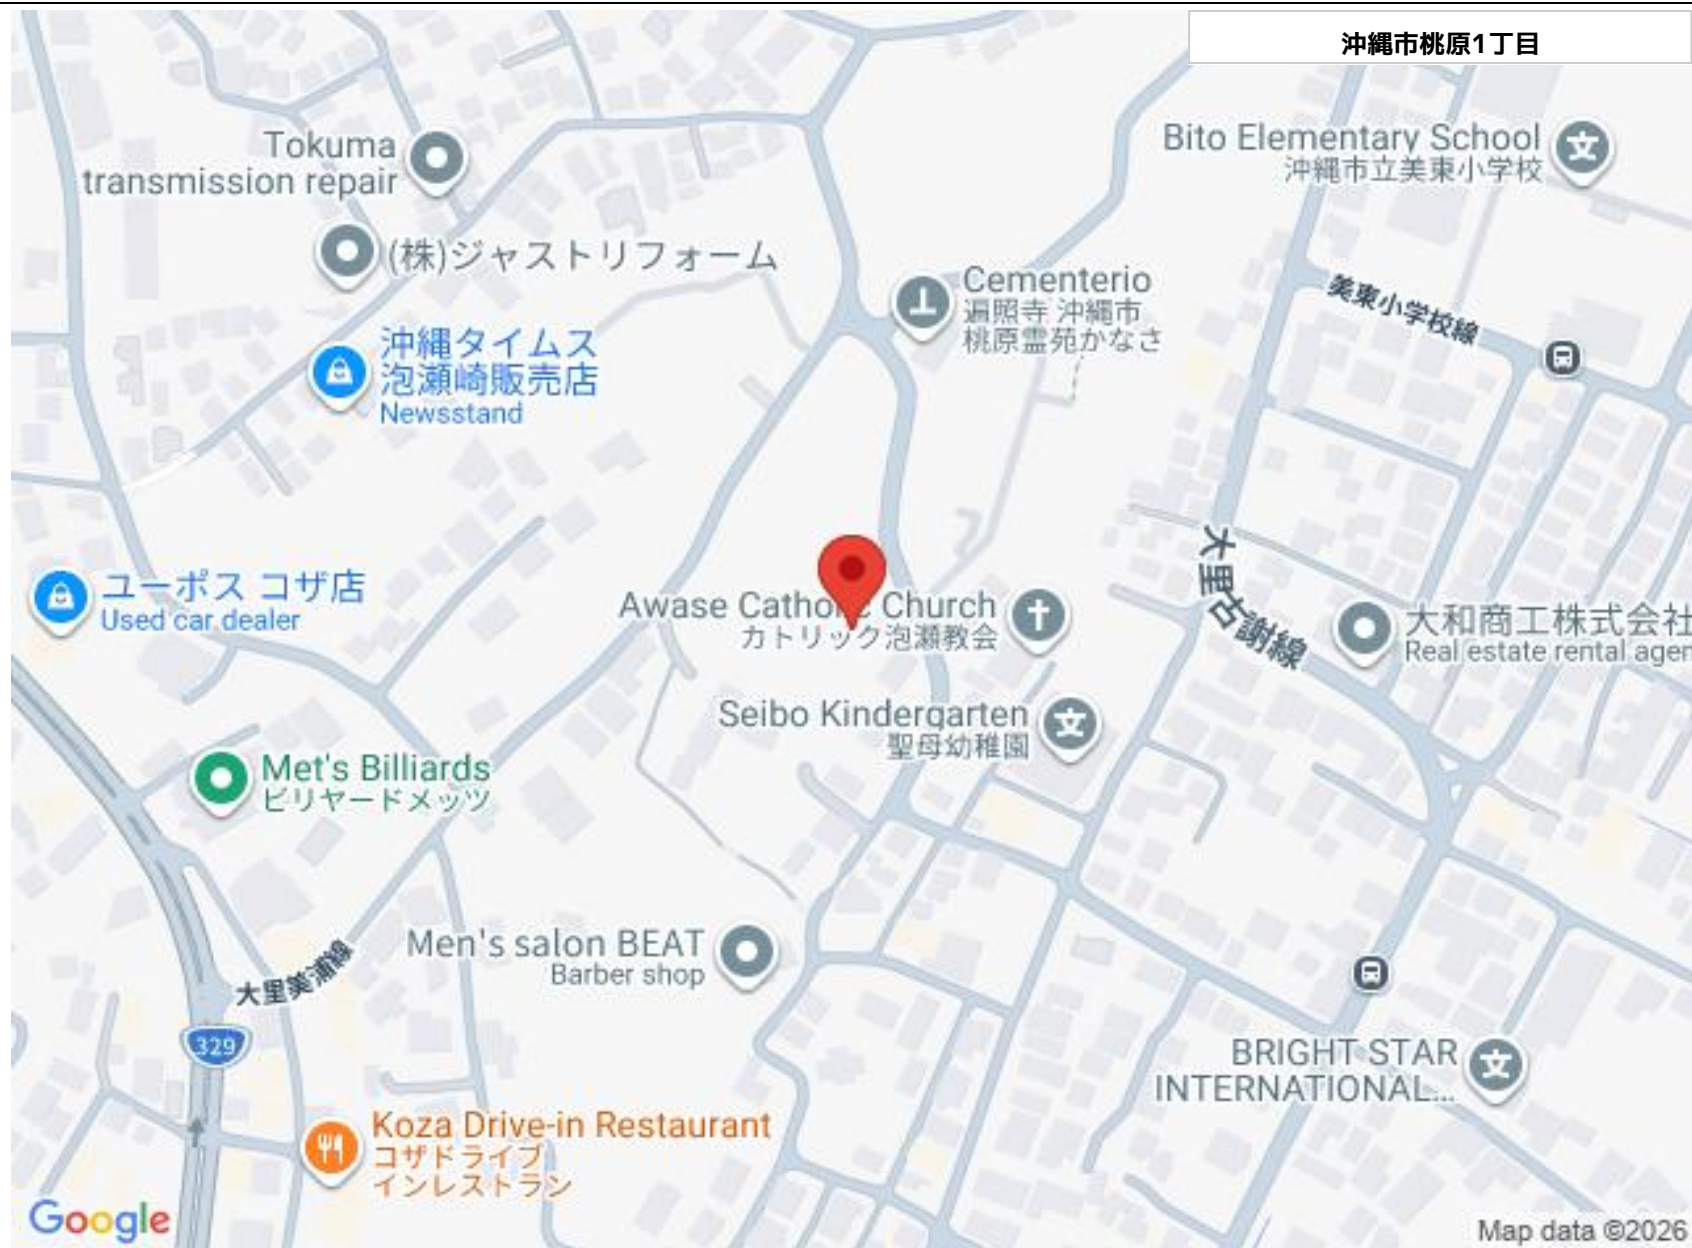 沖縄市桃原1丁目
Bito Elementary School
沖縄市立美東小学校
Tokuma
transmission repair
(株)ジャストリフォーム
Cementerio
遍照寺 沖縄市
桃原霊苑かなさ
美東小学校線
沖縄タイムス
泡瀬崎販売店
Newsstand
大里古謝線
ユーポス コザ店
Used car dealer
Awase Catholic Church
カトリック泡瀬教会
大和商工株式会社
Real estate rental agen
Seibo Kindergarten
聖母幼稚園
Met's Billiards
ビリヤードメッツ
Men's salon BEAT
Barber shop
大里美浦線
329
BRIGHT STAR
INTERNATIONAL...
Koza Drive-in Restaurant
コザドライブ
インレストラン
Google
Map data ©2026